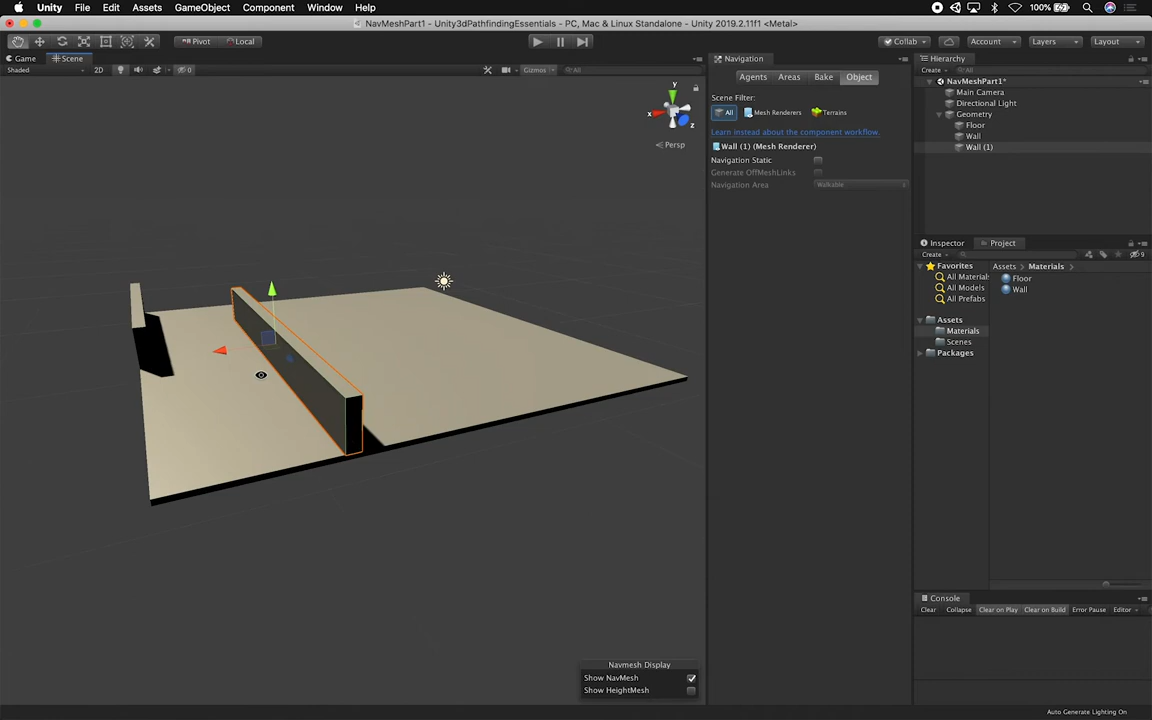 Unity File Edit Assets GameObject Component Window Help 100%
NavMeshPart1 - Unity3dPathfindingEssentials - PC, Mac & Linux Standalone - Unity 2019.2.11f1 <Metal>
Pivot Local Collab Account Layers Layout
Game Scene
Shaded 2D 0 Gizmos All
y
x
z
Persp
Navmesh Display
Show NavMesh
Show HeightMesh
Navigation
Agents Areas Bake Object
Scene Filter:
All Mesh Renderers Terrains
Learn instead about the component workflow.
Wall (1) (Mesh Renderer)
Navigation Static
Generate OffMeshLinks
Navigation Area Walkable
Hierarchy
Create All
NavMeshPart1*
Main Camera
Directional Light
Geometry
Floor
Wall
Wall (1)
Inspector Project
Create 9
Favorites
All Materials
All Models
All Prefabs
Assets
Materials
Scenes
Packages
Assets > Materials >
Floor
Wall
Console
Clear Collapse Clear on Play Clear on Build Error Pause Editor
Auto Generate Lighting On